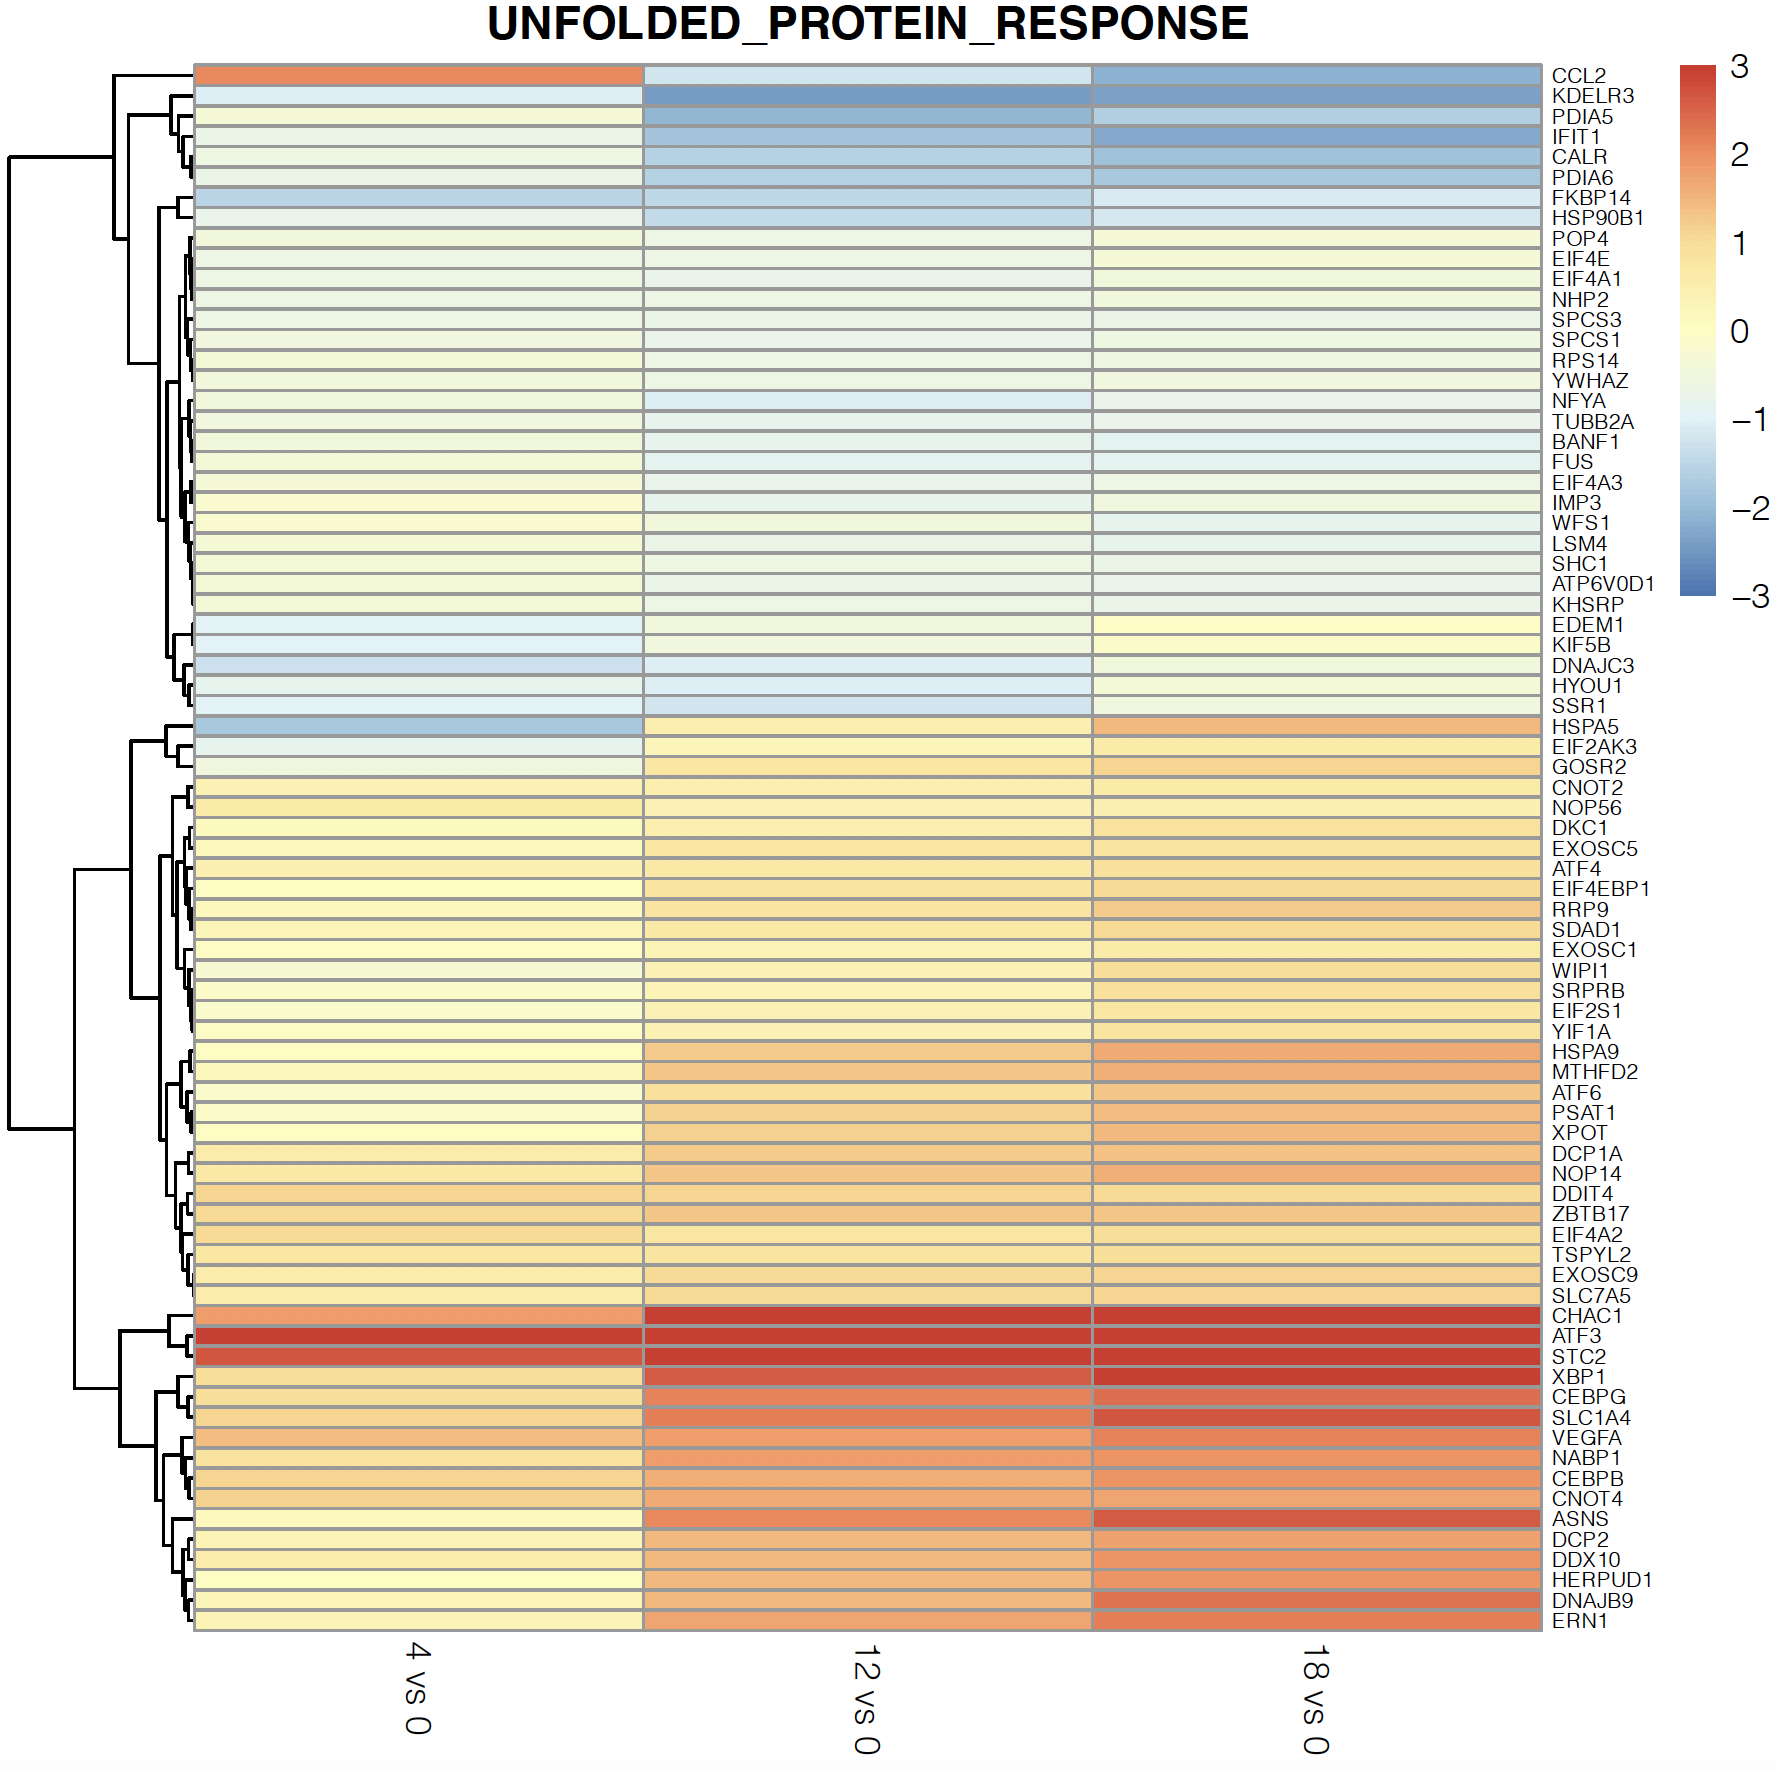 UNFOLDED_PROTEIN_RESPONSE
CCL2
KDELR3
PDIA5
IFIT1
CALR
PDIA6
FKBP14
HSP90B1
POP4
EIF4E
EIF4A1
NHP2
SPCS3
SPCS1
RPS14
YWHAZ
NFYA
TUBB2A
BANF1
FUS
EIF4A3
IMP3
WFS1
LSM4
SHC1
ATP6V0D1
KHSRP
EDEM1
KIF5B
DNAJC3
HYOU1
SSR1
HSPA5
EIF2AK3
GOSR2
CNOT2
NOP56
DKC1
EXOSC5
ATF4
EIF4EBP1
RRP9
SDAD1
EXOSC1
WIPI1
SRPRB
EIF2S1
YIF1A
HSPA9
MTHFD2
ATF6
PSAT1
XPOT
DCP1A
NOP14
DDIT4
ZBTB17
EIF4A2
TSPYL2
EXOSC9
SLC7A5
CHAC1
ATF3
STC2
XBP1
CEBPG
SLC1A4
VEGFA
NABP1
CEBPB
CNOT4
ASNS
DCP2
DDX10
HERPUD1
DNAJB9
ERN1
3
2
1
0
−1
−2
−3
4 vs 0
12 vs 0
18 vs 0